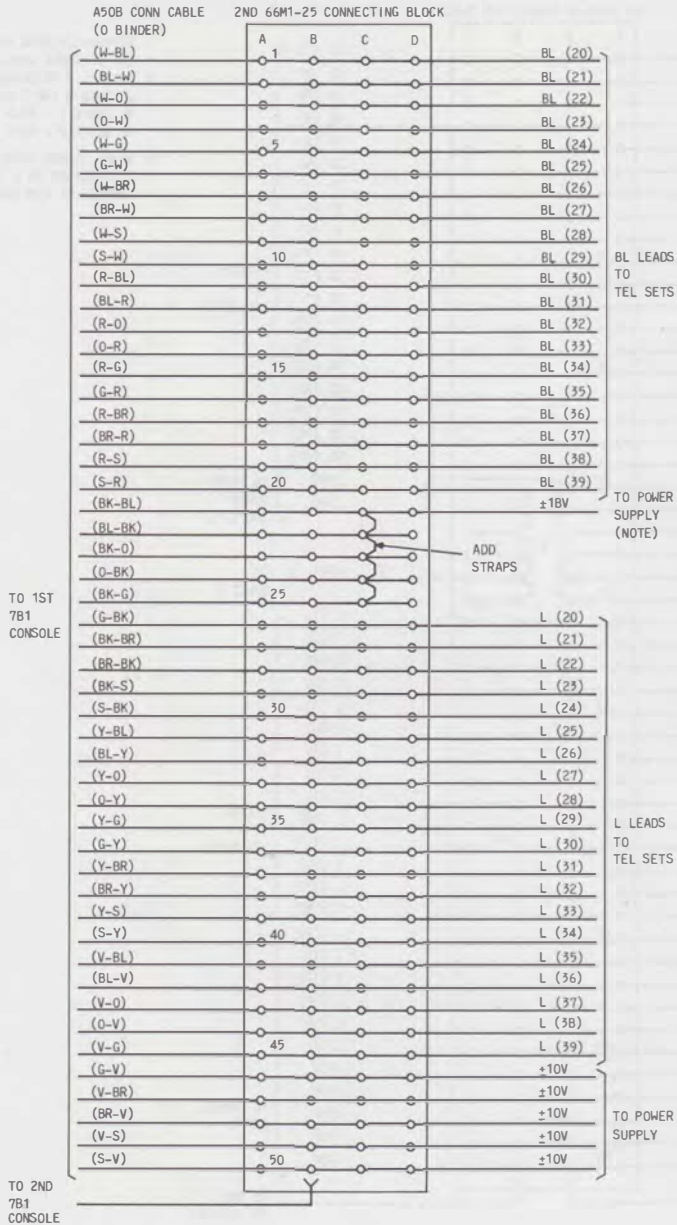 A50B CONN CABLE 2ND 66M1-25 CONNECTING BLOCK
(O BINDER)
A B C D
(W-BL) 1 BL (20)
(BL-W) BL (21)
(W-O) BL (22)
(O-W) BL (23)
(W-G) 5 BL (24)
(G-W) BL (25)
(W-BR) BL (26)
(BR-W) BL (27)
(W-S) BL (28)
(S-W) 10 BL (29) BL LEADS
(R-BL) BL (30) TO
(BL-R) BL (31) TEL SETS
(R-O) BL (32)
(O-R) BL (33)
(R-G) 15 BL (34)
(G-R) BL (35)
(R-BR) BL (36)
(BR-R) BL (37)
(R-S) BL (38)
(S-R) 20 BL (39)
(BK-BL) ±18V TO POWER
(BL-BK) SUPPLY
(BK-O) ADD (NOTE)
(O-BK) STRAPS
(BK-G) 25
TO 1ST
7B1
CONSOLE
(G-BK) L (20)
(BK-BR) L (21)
(BR-BK) L (22)
(BK-S) L (23)
(S-BK) 30 L (24)
(Y-BL) L (25)
(BL-Y) L (26)
(Y-O) L (27)
(O-Y) L (28)
(Y-G) 35 L (29) L LEADS
(G-Y) L (30) TO
(Y-BR) L (31) TEL SETS
(BR-Y) L (32)
(Y-S) L (33)
(S-Y) 40 L (34)
(V-BL) L (35)
(BL-V) L (36)
(V-O) L (37)
(O-V) L (38)
(V-G) 45 L (39)
(G-V) ±10V
(V-BR) ±10V
(BR-V) ±10V TO POWER
(V-S) ±10V SUPPLY
(S-V) 50 ±10V
TO 2ND
7B1
CONSOLE